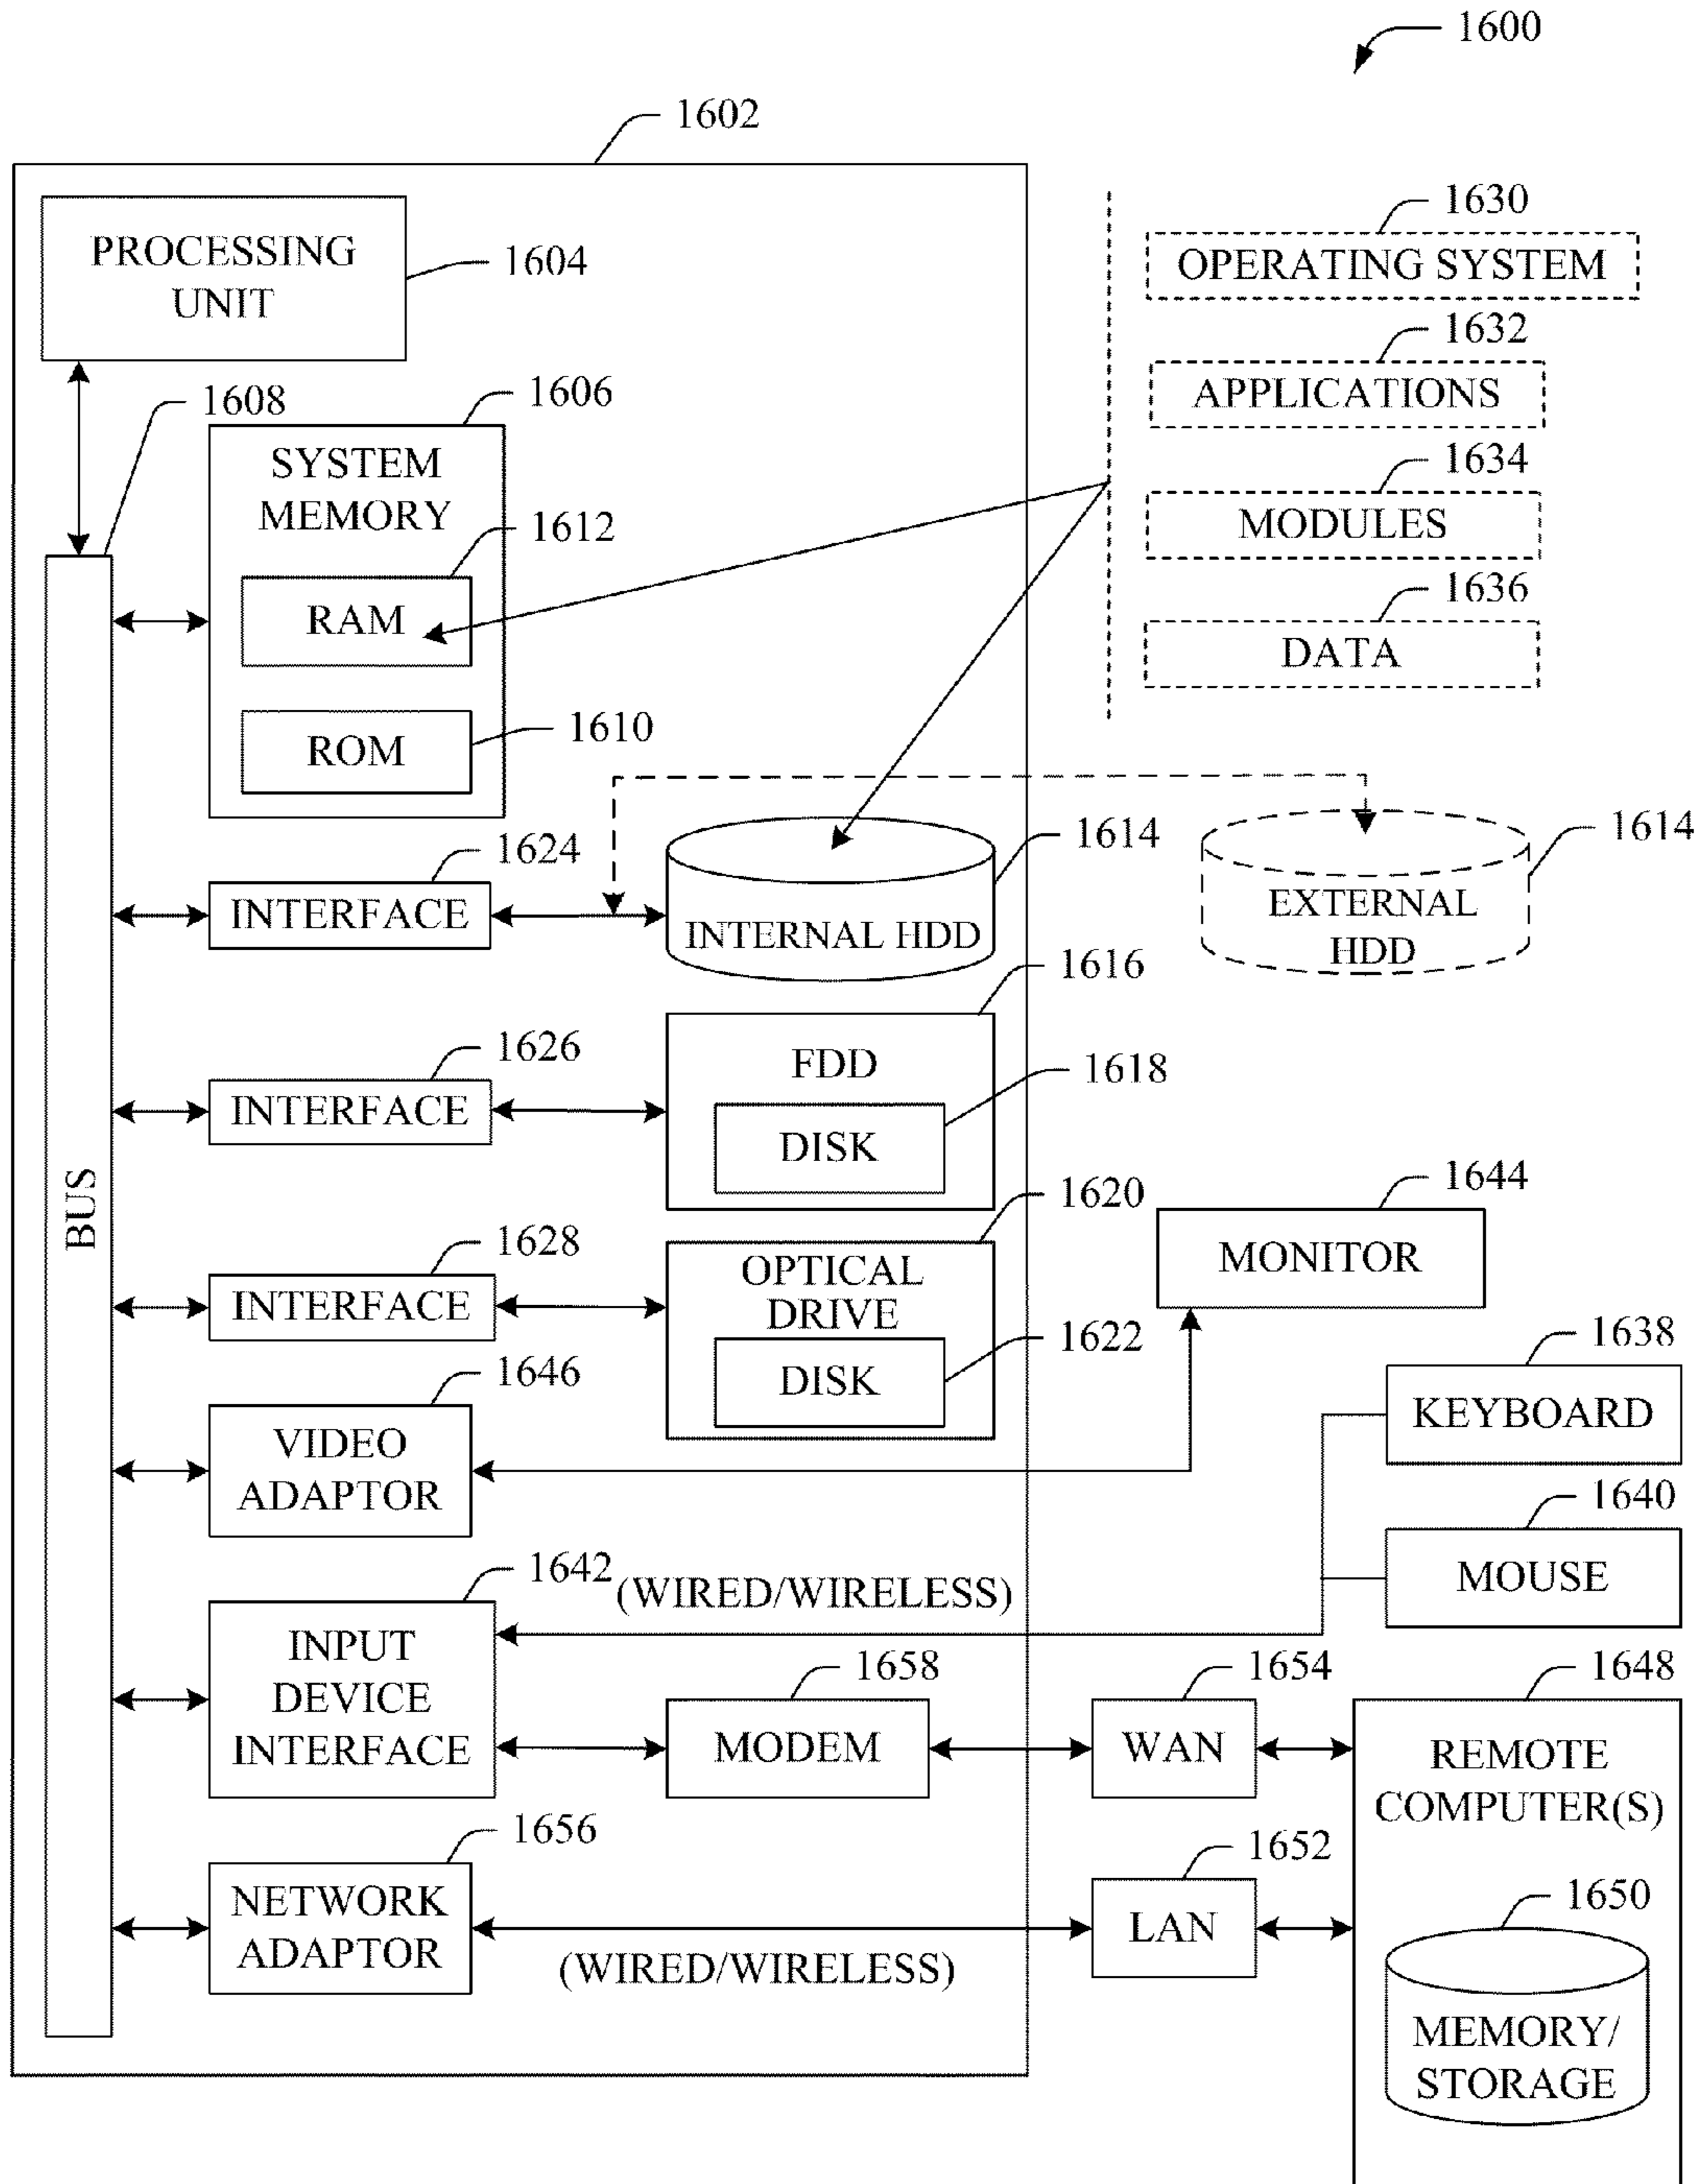 1600
1602
PROCESSING
UNIT
1604
1630
OPERATING SYSTEM
1632
APPLICATIONS
1634
MODULES
1636
DATA
1608
1606
SYSTEM
MEMORY
1612
RAM
1610
ROM
1624
INTERFACE
1614
INTERNAL HDD
1614
EXTERNAL
HDD
1616
FDD
1618
DISK
1626
INTERFACE
BUS
1628
INTERFACE
1620
OPTICAL
DRIVE
1622
DISK
1644
MONITOR
1646
VIDEO
ADAPTOR
1638
KEYBOARD
1640
MOUSE
1642
(WIRED/WIRELESS)
INPUT
DEVICE
INTERFACE
1658
MODEM
1654
WAN
1648
REMOTE
COMPUTER(S)
1656
NETWORK
ADAPTOR
(WIRED/WIRELESS)
1652
LAN
1650
MEMORY/
STORAGE